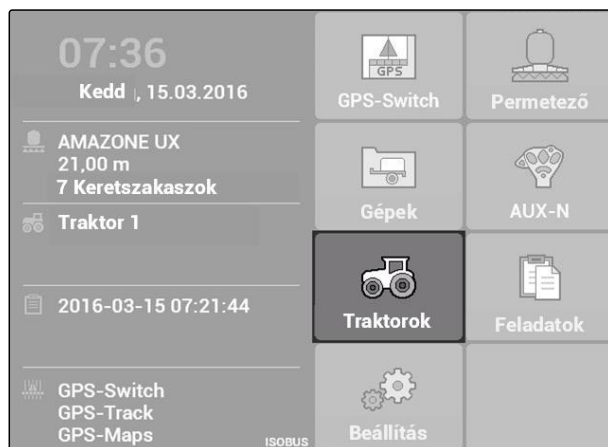 07:36
Kedd , 15.03.2016
AMAZONE UX
21,00 m
7 Keretszakaszok
Traktor 1
2016-03-15 07:21:44
GPS-Switch
GPS-Track
GPS-Maps
ISOBUS
GPS
GPS-Switch
Permetező
Gépek
AUX-N
Traktorok
Feladatok
Beállítás